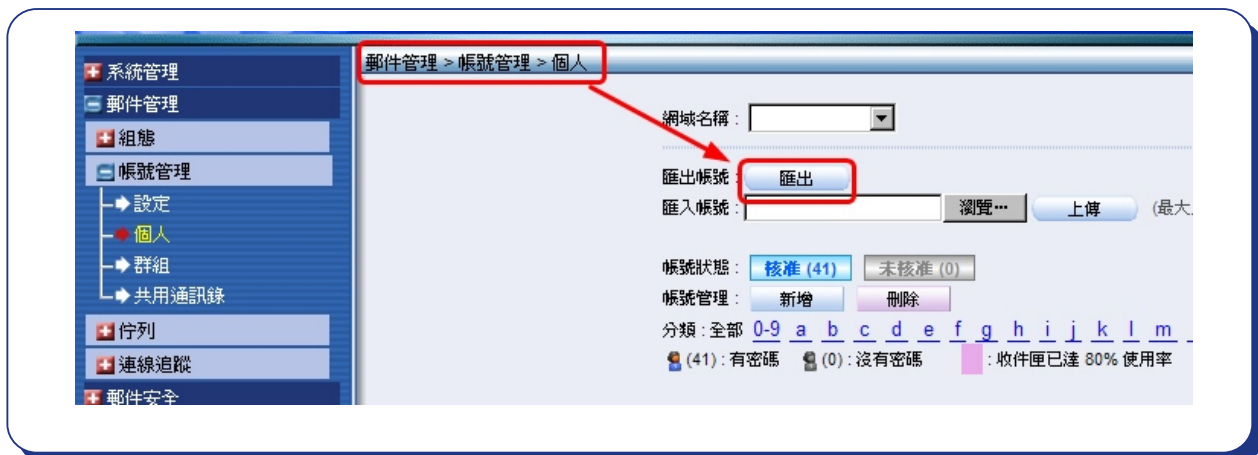 系統管理
郵件管理
組態
帳號管理
設定
個人
群組
共用通訊錄
佇列
連線追蹤
郵件安全
郵件管理 > 帳號管理 > 個人
網域名稱 :
匯出帳號 : 匯出
匯入帳號 : 瀏覽… 上傳 (最大
帳號狀態 : 核准 (41) 未核准 (0)
帳號管理 : 新增 刪除
分類 : 全部 0-9 a b c d e f g h i j k l m
(41) : 有密碼 (0) : 沒有密碼 : 收件匣已達 80% 使用率